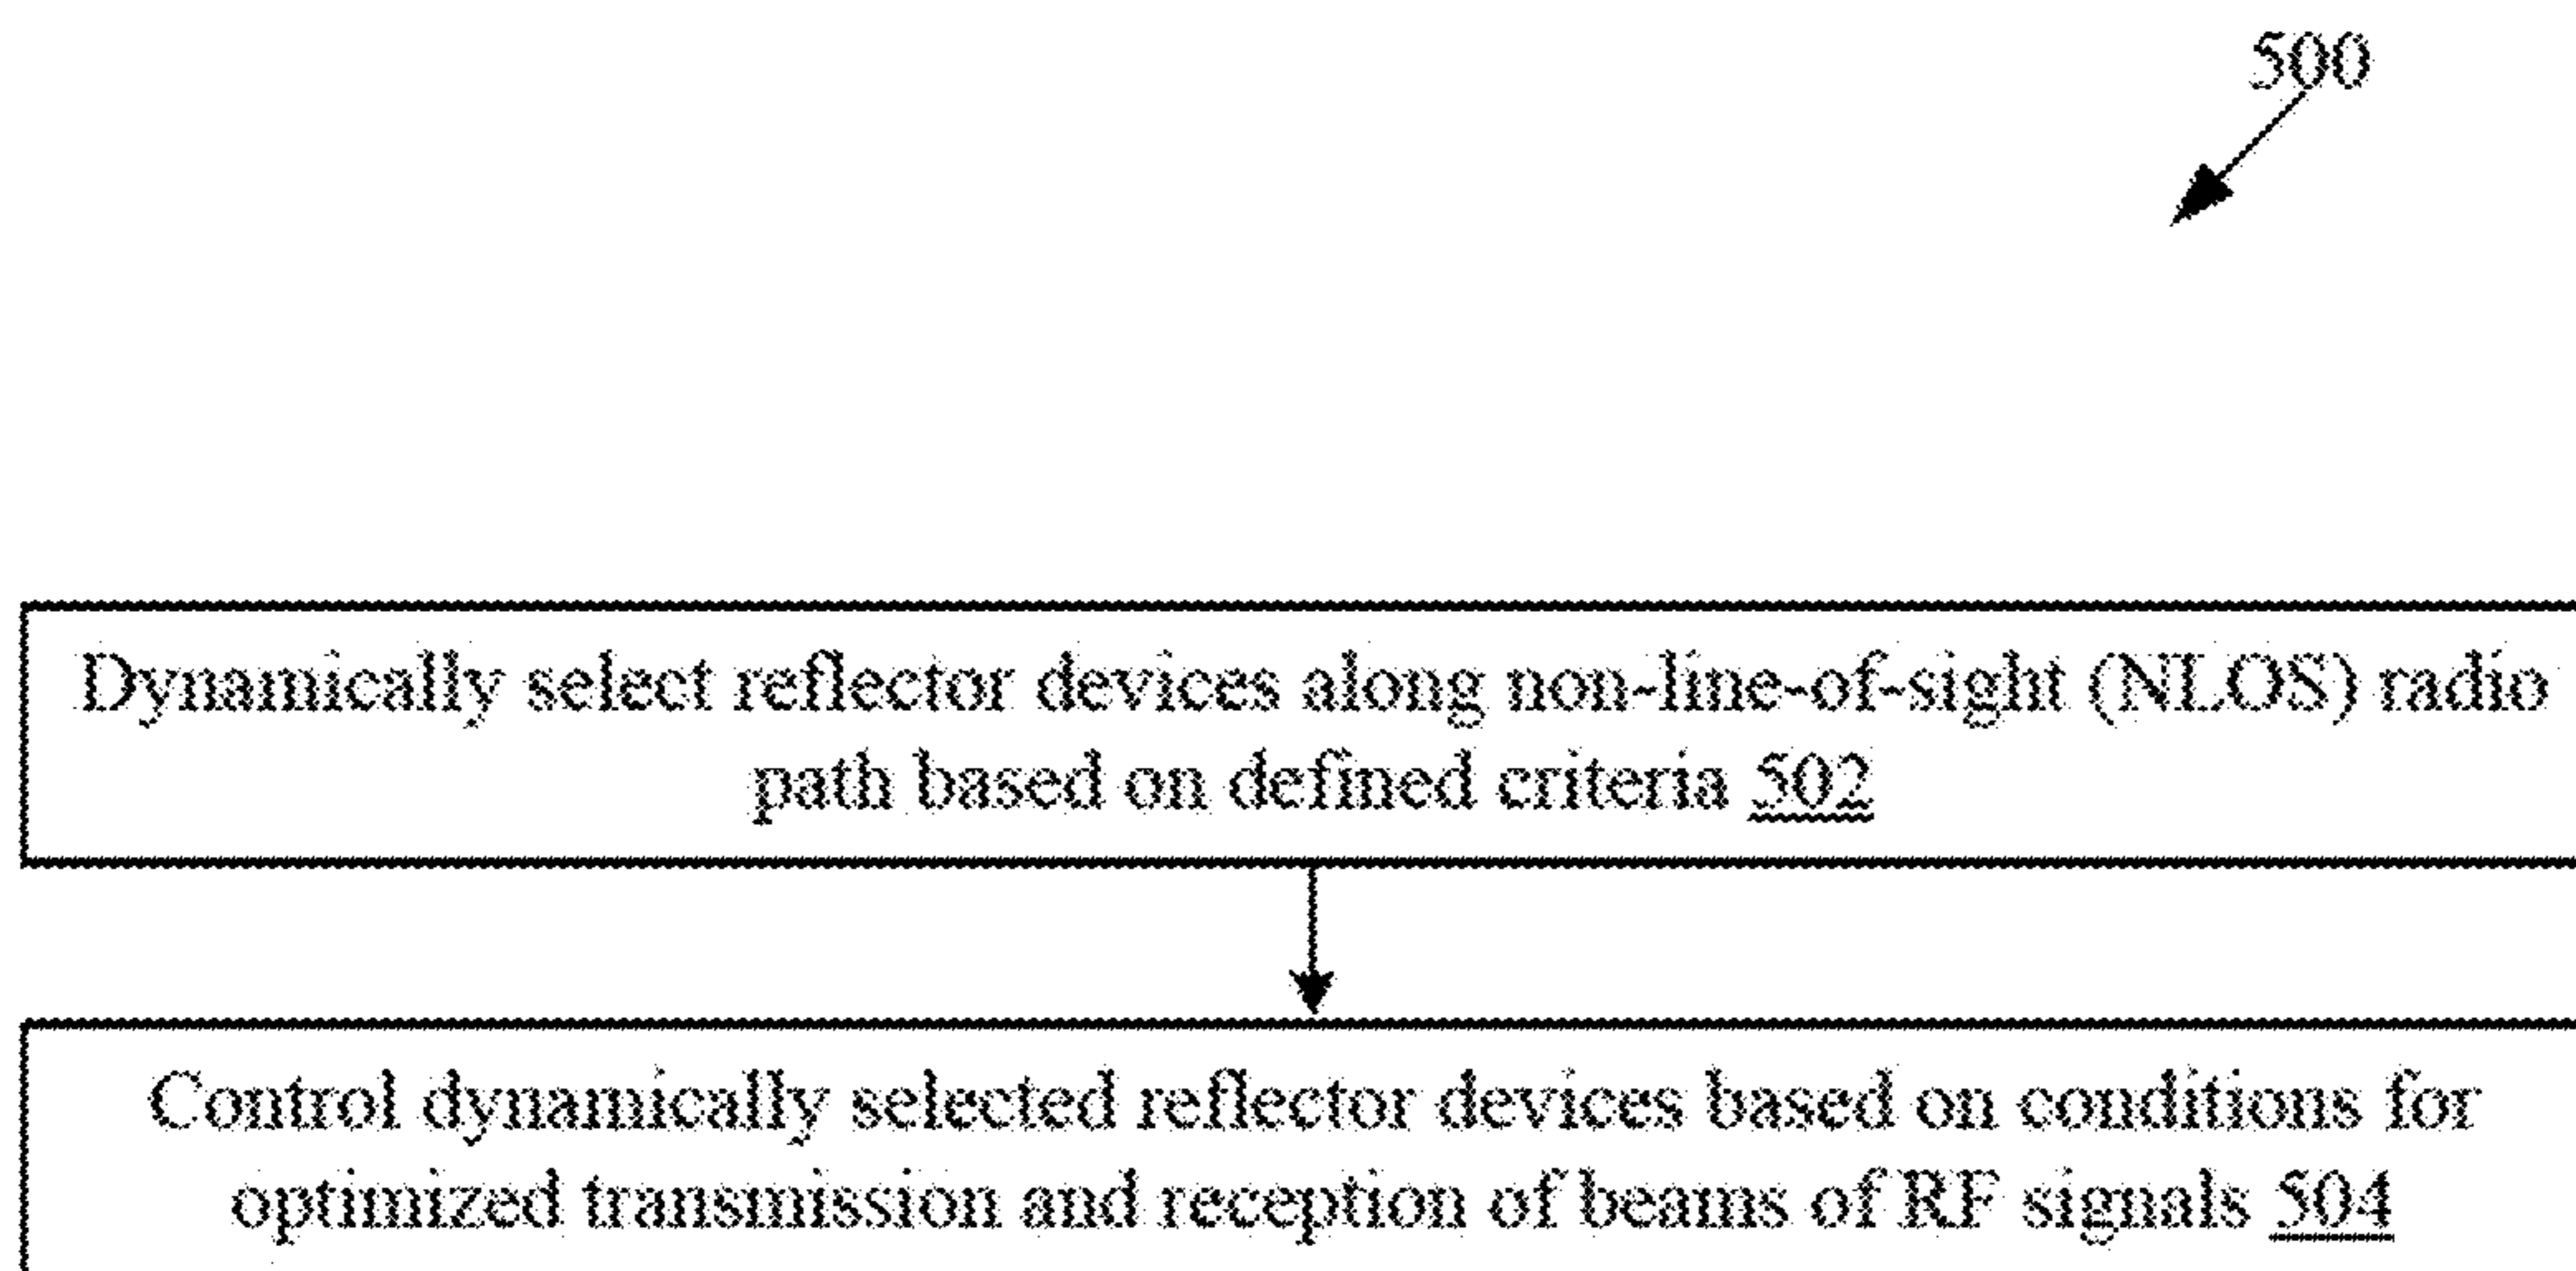 500
Dynamically select reflector devices along non-line-of-sight (NLOS) radio
path based on defined criteria 502
Control dynamically selected reflector devices based on conditions for
optimized transmission and reception of beams of RF signals 504